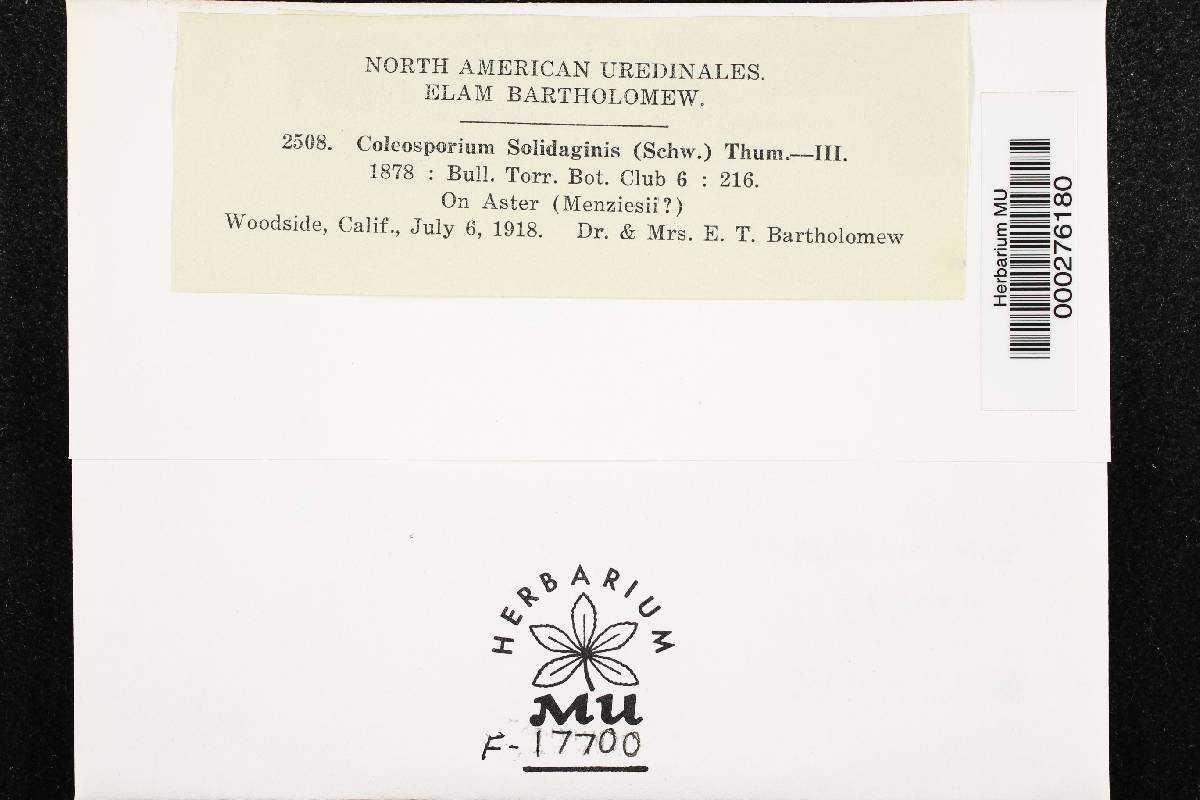 NORTH AMERICAN UREDINALES.
ELAM BARTHOLOMEW.
2508. Coleosporium Solidaginis (Schw.) Thum.—III.
1878 : Bull. Torr. Bot. Club 6 : 216.
On Aster (Menziesii?)
Woodside, Calif., July 6, 1918. Dr. & Mrs. E. T. Bartholomew
Herbarium MU
000276180
HERBARIUM
MU
F-17700